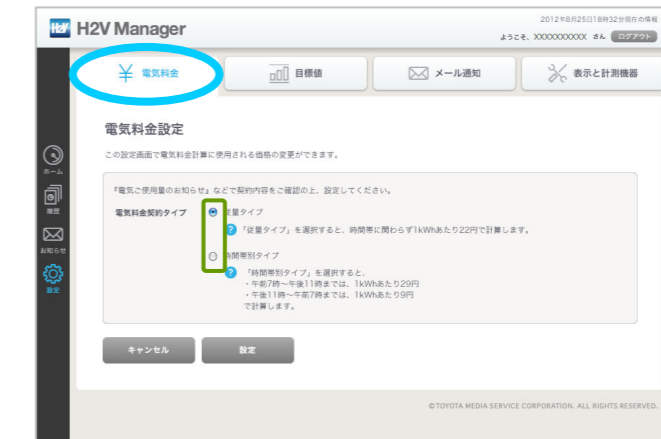 2012年8月25日18時32分現在の情報
H2V H2V Manager
ようこそ、XXXXXXXXXX さん ログアウト
電気料金 目標値 メール通知 表示と計測機器
電気料金設定
この設定画面で電気料金計算に使用される価格の変更ができます。
ホーム
履歴
お知らせ
設定
『電気ご使用量のお知らせ』などで契約内容をご確認の上、設定してください。
電気料金契約タイプ 従量タイプ
? 「従量タイプ」を選択すると、時間帯に関わらず1kWhあたり22円で計算します。
時間帯別タイプ
? 「時間帯別タイプ」を選択すると、
・午前7時～午後11時までは、1kWhあたり29円
・午後11時～午前7時までは、1kWhあたり9円
で計算します。
キャンセル 設定
©TOYOTA MEDIA SERVICE CORPORATION. ALL RIGHTS RESERVED.